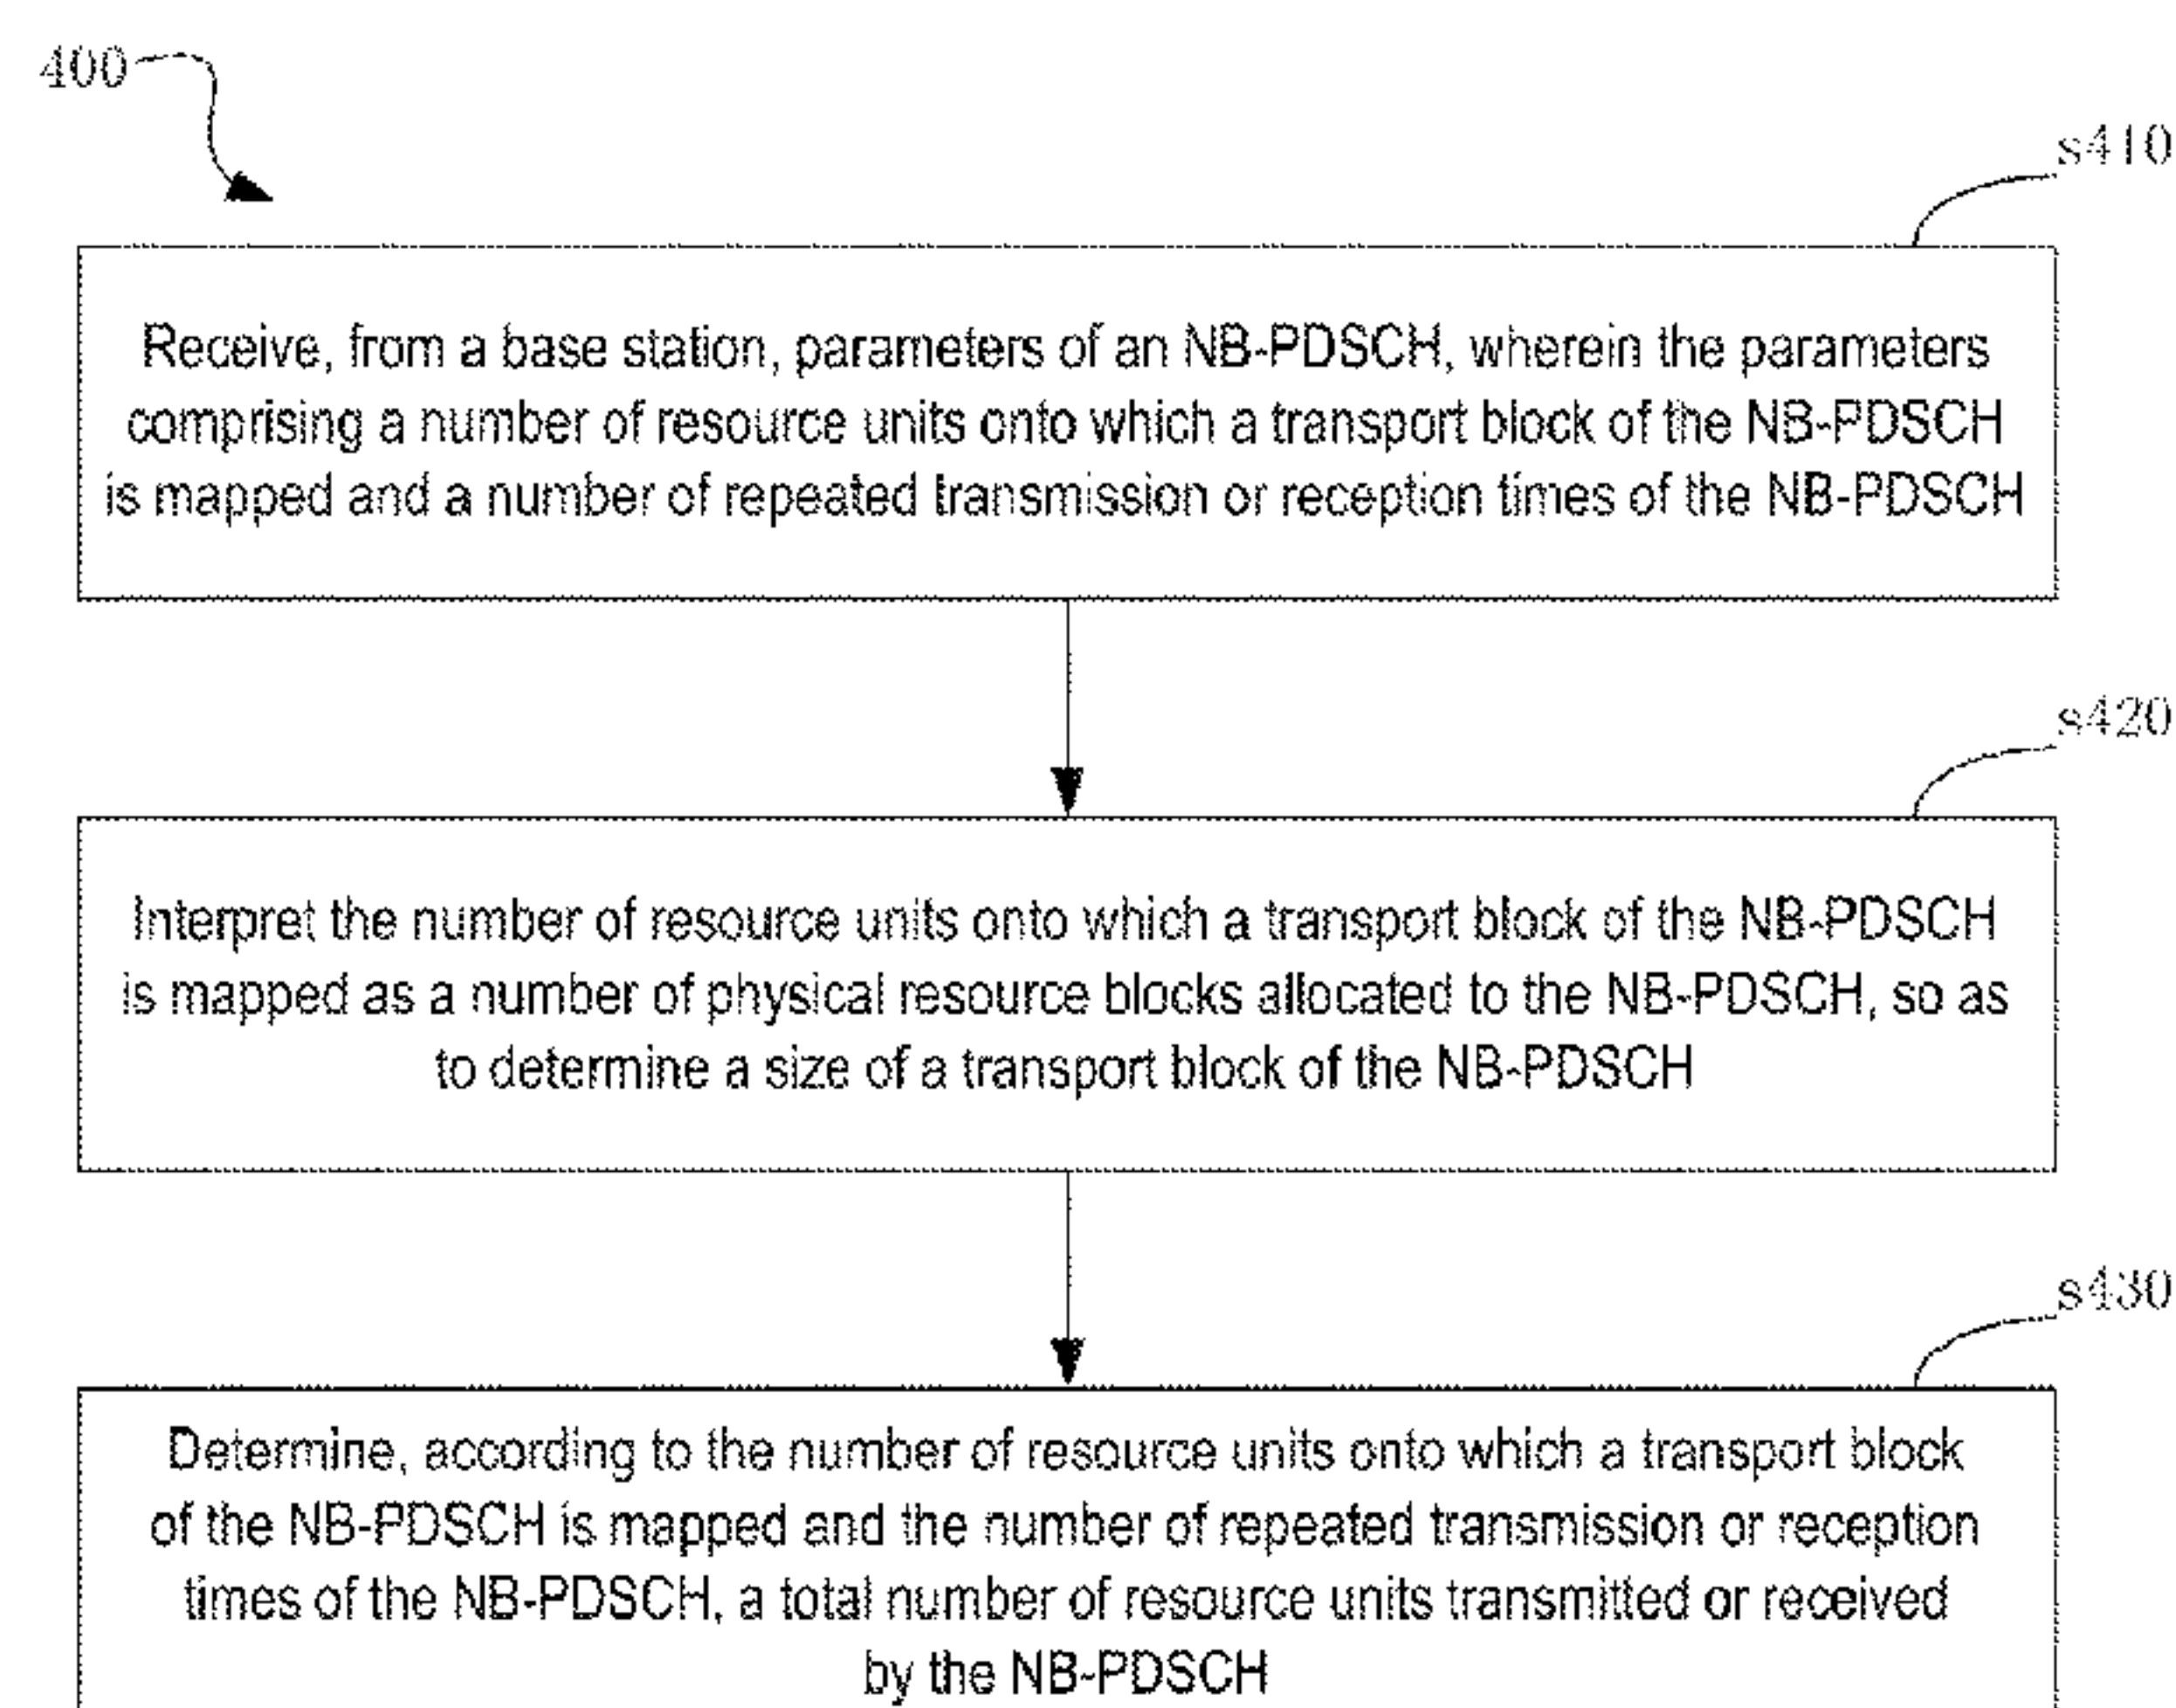 400
s410
Receive, from a base station, parameters of an NB-PDSCH, wherein the parameters
comprising a number of resource units onto which a transport block of the NB-PDSCH
is mapped and a number of repeated transmission or reception times of the NB-PDSCH
s420
Interpret the number of resource units onto which a transport block of the NB-PDSCH
is mapped as a number of physical resource blocks allocated to the NB-PDSCH, so as
to determine a size of a transport block of the NB-PDSCH
s430
Determine, according to the number of resource units onto which a transport block
of the NB-PDSCH is mapped and the number of repeated transmission or reception
times of the NB-PDSCH, a total number of resource units transmitted or received
by the NB-PDSCH